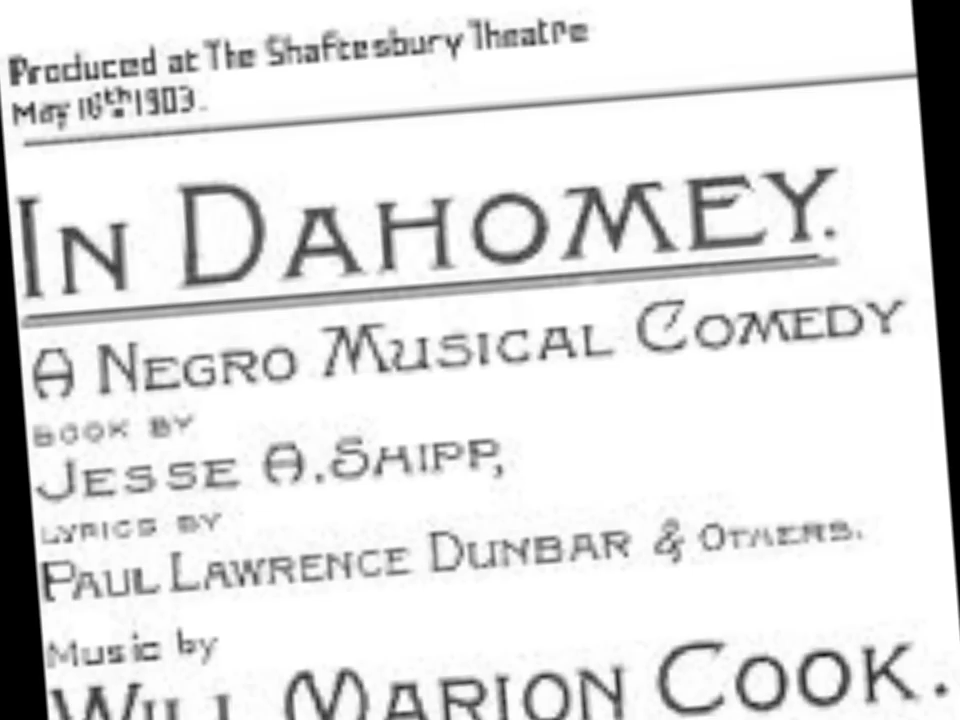 Produced at The Shaftesbury Theatre
May 16th 1903.
IN DAHOMEY.
A NEGRO MUSICAL COMEDY
BOOK BY
JESSE A. SHIPP,
LYRICS BY
PAUL LAWRENCE DUNBAR & OTHERS.
Music by
WILL MARION COOK.